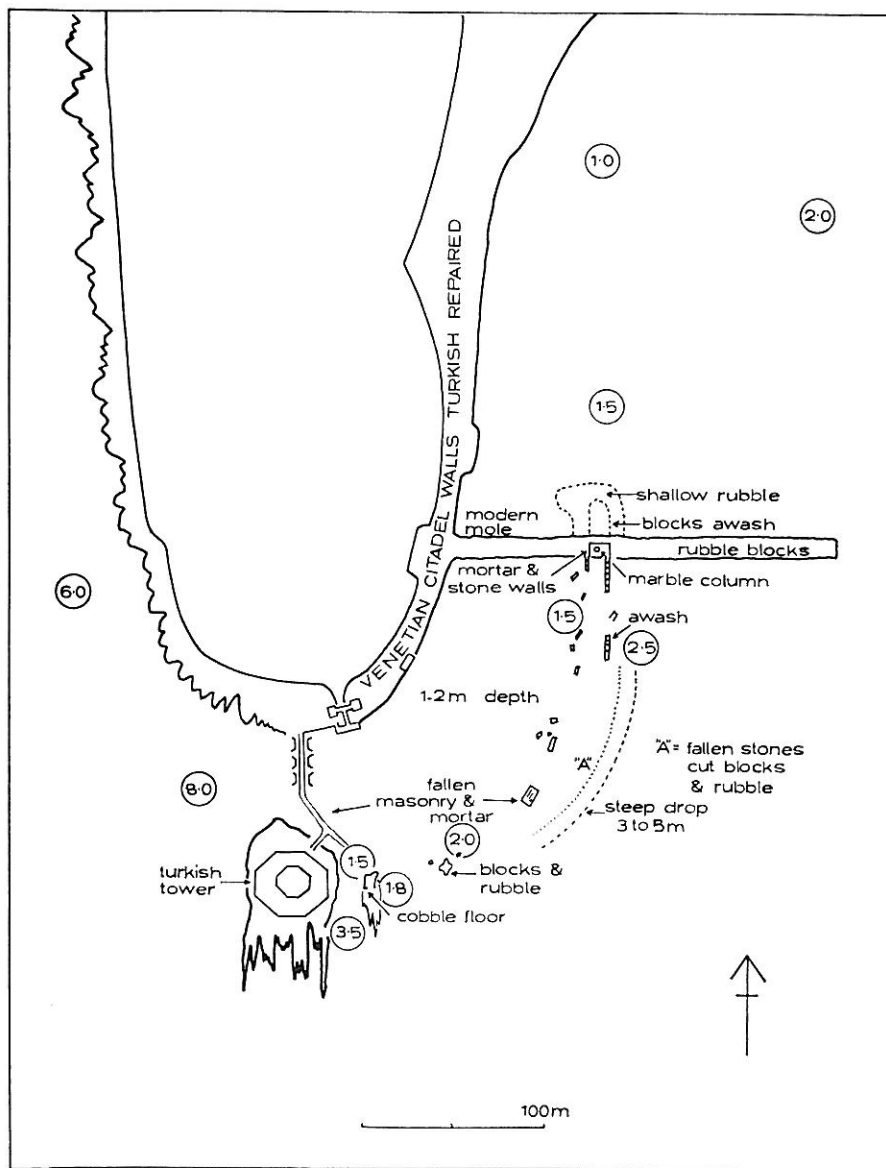 1·0
2·0
VENETIAN CITADEL WALLS TURKISH REPAIRED
1·5
shallow rubble
modern
mole
blocks awash
rubble blocks
mortar &
stone walls
marble column
6·0
1·5
awash
2·5
1-2m depth
"A"
"A" = fallen stones
cut blocks
& rubble
8·0
fallen
masonry &
mortar
steep drop
3 to 5m
2·0
1·5
turkish
tower
blocks &
rubble
1·8
cobble floor
3·5
100m